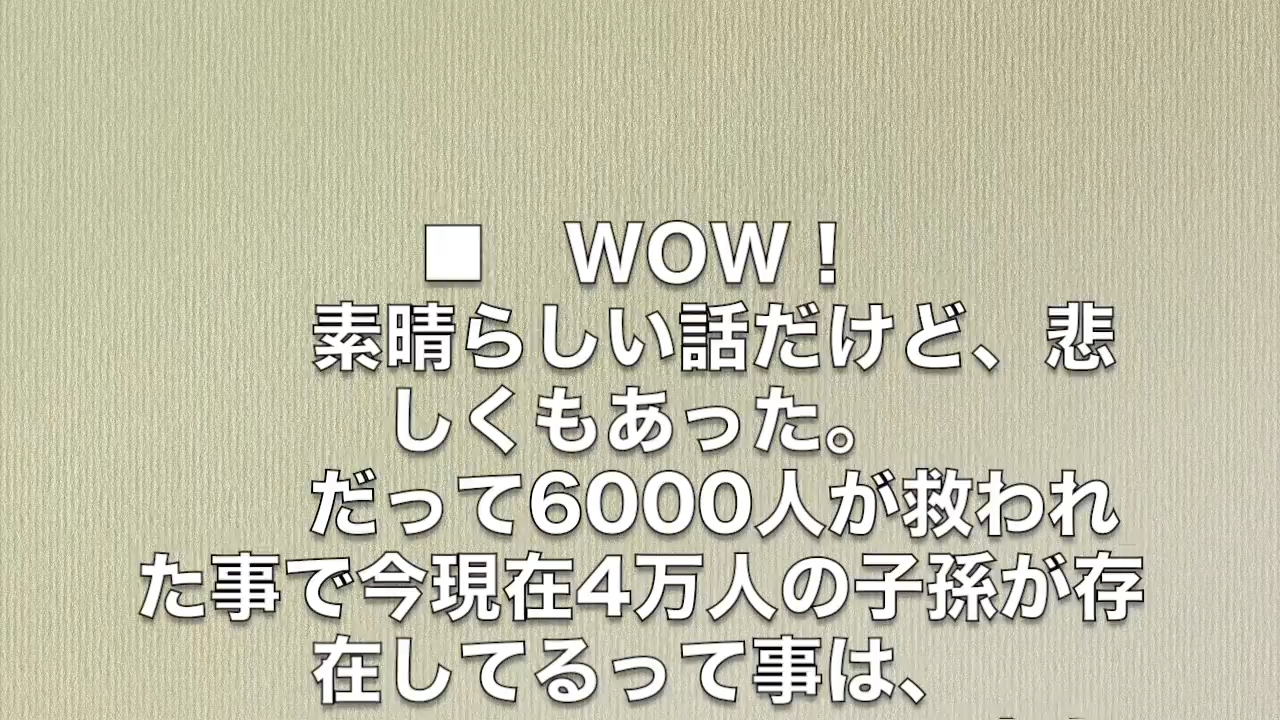 ■　WOW！
素晴らしい話だけど、悲
しくもあった。
だって6000人が救われ
た事で今現在4万人の子孫が存
在してるって事は、